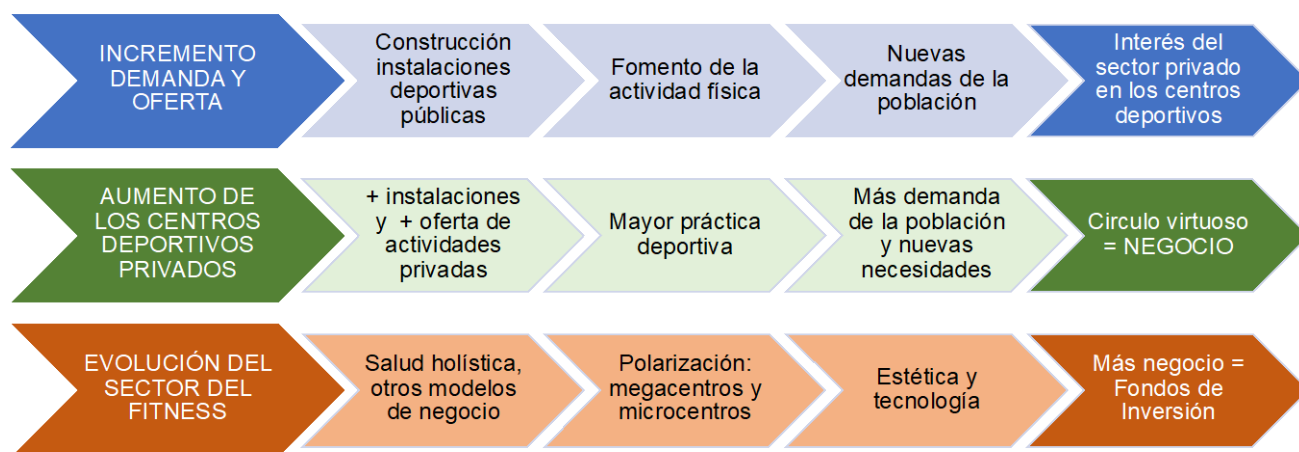 INCREMENTO
DEMANDA Y
OFERTA
Construcción
instalaciones
deportivas
públicas
Fomento de la
actividad física
Nuevas
demandas de la
población
Interés del
sector privado
en los centros
deportivos
AUMENTO DE
LOS CENTROS
DEPORTIVOS
PRIVADOS
+ instalaciones
y + oferta de
actividades
privadas
Mayor práctica
deportiva
Más demanda
de la población
y nuevas
necesidades
Circulo virtuoso
= NEGOCIO
EVOLUCIÓN DEL
SECTOR DEL
FITNESS
Salud holística,
otros modelos
de negocio
Polarización:
megacentros y
microcentros
Estética y
tecnología
Más negocio =
Fondos de
Inversión